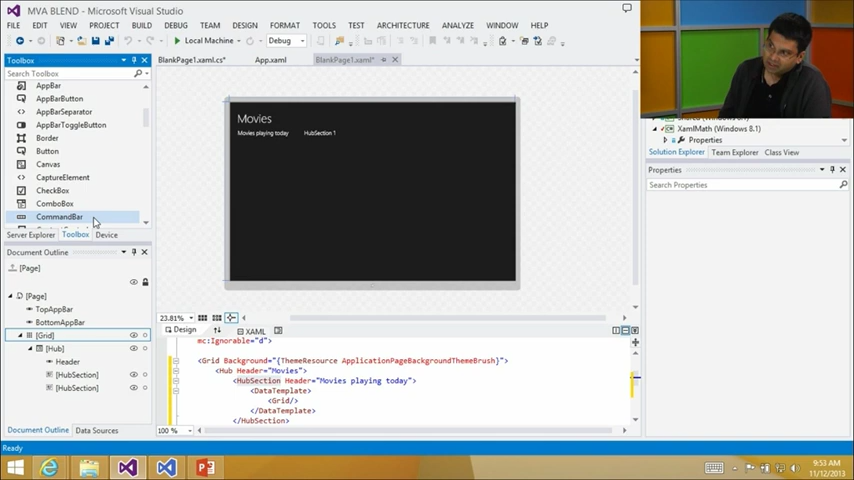 MVA BLEND - Microsoft Visual Studio
FILE EDIT VIEW PROJECT BUILD DEBUG TEAM DESIGN FORMAT TOOLS TEST ARCHITECTURE ANALYZE WINDOW HELP
Local Machine Debug
Toolbox
Search Toolbox
AppBar
AppBarButton
AppBarSeparator
AppBarToggleButton
Border
Button
Canvas
CaptureElement
CheckBox
ComboBox
CommandBar
Server Explorer Toolbox Device
Document Outline
[Page]
[Page]
TopAppBar
BottomAppBar
[Grid]
[Hub]
Header
[HubSection]
[HubSection]
Document Outline Data Sources
BlankPage1.xaml.cs* App.xaml BlankPage1.xaml*
Movies
Movies playing today HubSection 1
23.81%
Design XAML
mc:Ignorable="d">
<Grid Background="{ThemeResource ApplicationPageBackgroundThemeBrush}">
<Hub Header="Movies">
<HubSection Header="Movies playing today">
<DataTemplate>
<Grid/>
</DataTemplate>
</HubSection>
100 %
XamlMath (Windows 8.1)
Properties
Solution Explorer Team Explorer Class View
Properties
Search Properties
Ready
9:53 AM
11/12/2013